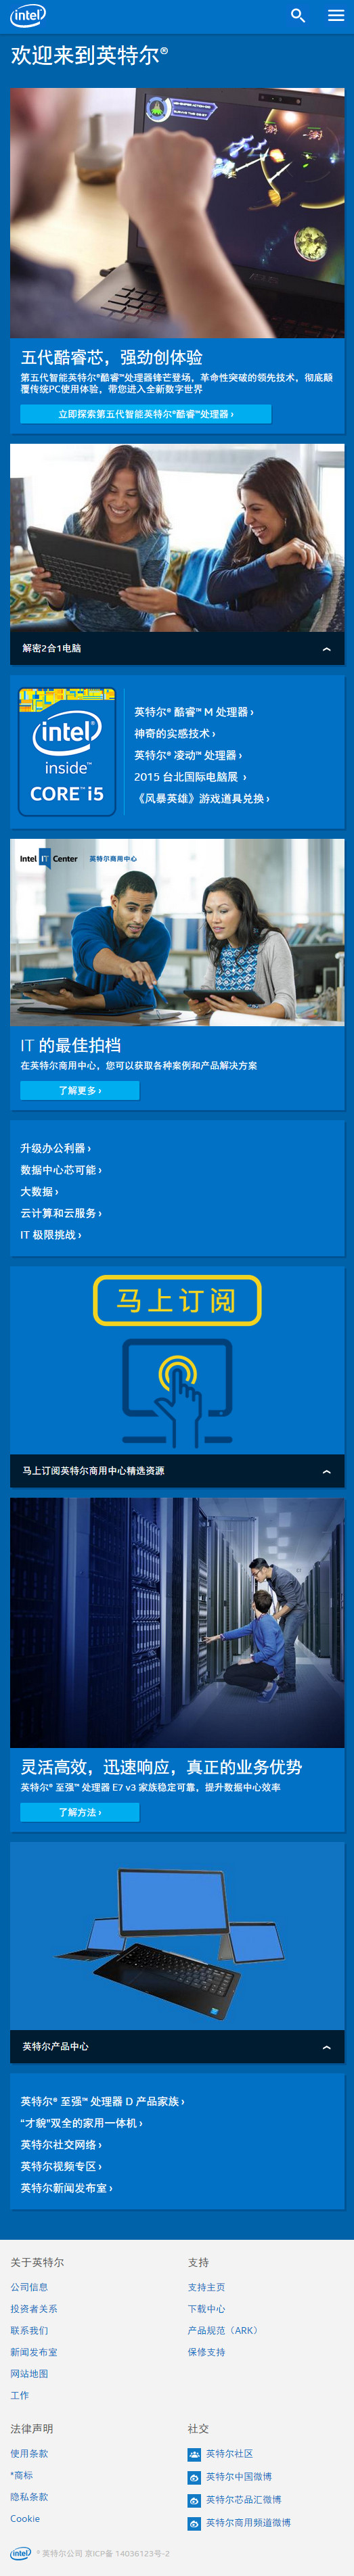 intel
欢迎来到英特尔®
五代酷睿芯，强劲创体验
第五代智能英特尔®酷睿™处理器锋芒登场，革命性突破的领先技术，彻底颠
覆传统PC使用体验，带您进入全新数字世界
立即探索第五代智能英特尔®酷睿™处理器 ›
解密2合1电脑
intel
inside™
CORE™ i5
英特尔® 酷睿™ M 处理器 ›
神奇的实感技术 ›
英特尔® 凌动™ 处理器 ›
2015 台北国际电脑展 ›
《风暴英雄》游戏道具兑换 ›
Intel IT Center 英特尔商用中心
IT 的最佳拍档
在英特尔商用中心，您可以获取各种案例和产品解决方案
了解更多 ›
升级办公利器 ›
数据中心芯可能 ›
大数据 ›
云计算和云服务 ›
IT 极限挑战 ›
马上订阅
马上订阅英特尔商用中心精选资源
灵活高效，迅速响应，真正的业务优势
英特尔® 至强™ 处理器 E7 v3 家族稳定可靠，提升数据中心效率
了解方法 ›
英特尔产品中心
英特尔® 至强™ 处理器 D 产品家族 ›
“才貌”双全的家用一体机 ›
英特尔社交网络 ›
英特尔视频专区 ›
英特尔新闻发布室 ›
关于英特尔
公司信息
投资者关系
联系我们
新闻发布室
网站地图
工作
支持
支持主页
下载中心
产品规范（ARK）
保修支持
法律声明
使用条款
*商标
隐私条款
Cookie
社交
英特尔社区
英特尔中国微博
英特尔芯品汇微博
英特尔商用频道微博
intel ® 英特尔公司 京ICP备 14036123号-2